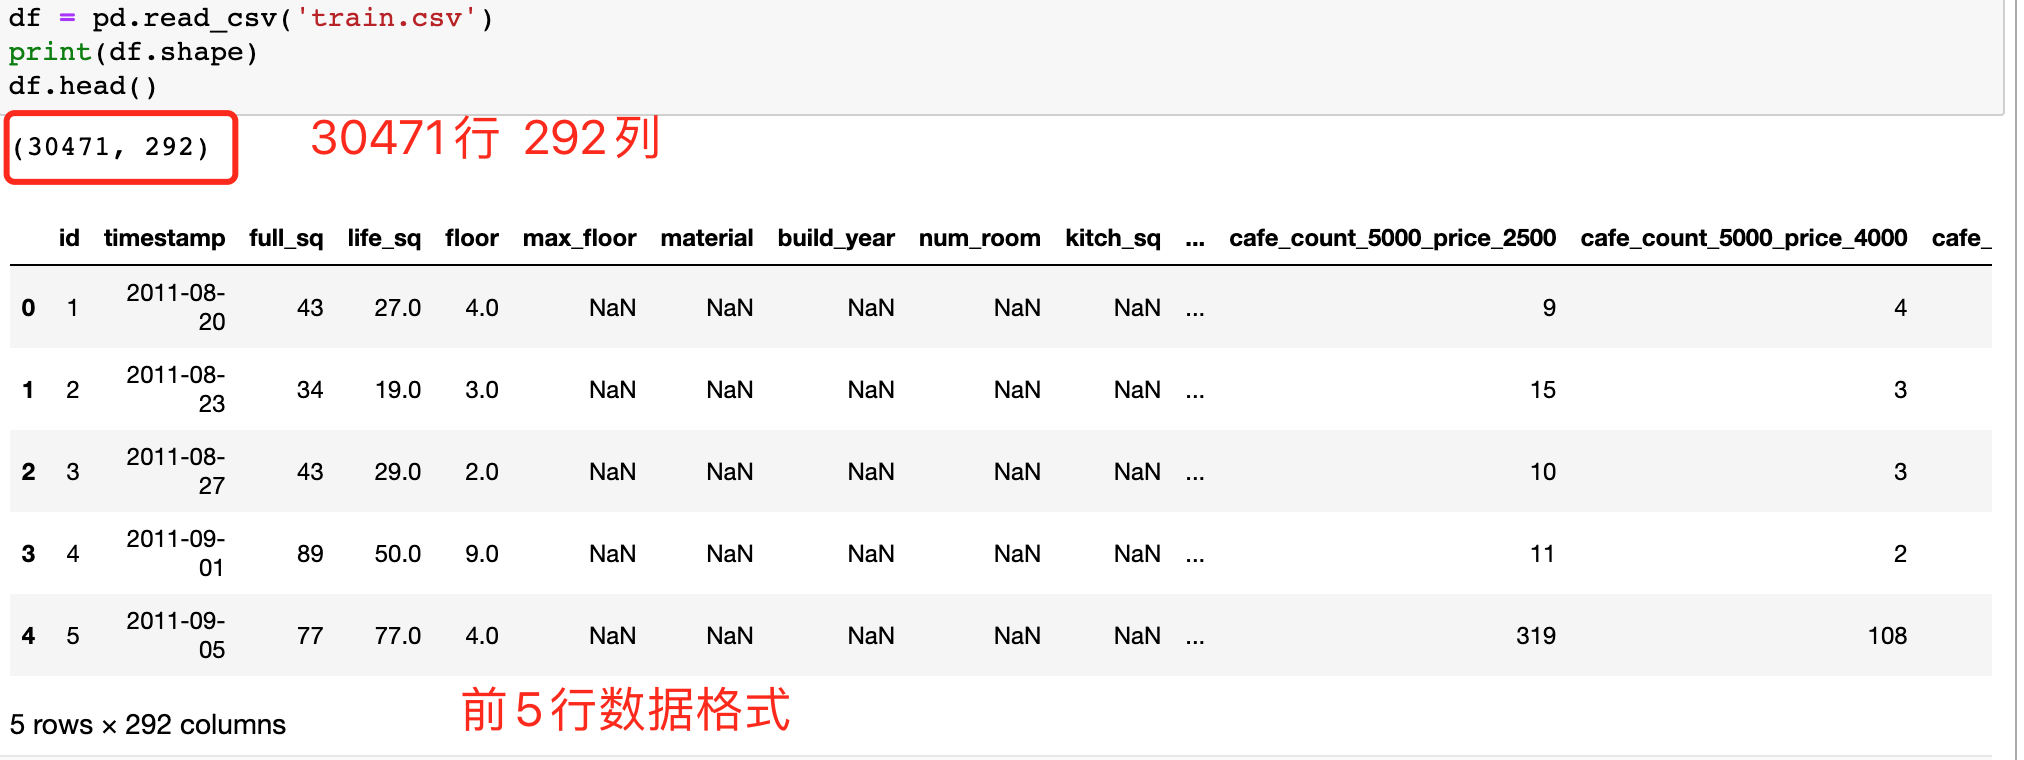 df = pd.read_csv('train.csv')
print(df.shape)
df.head()
(30471, 292) 30471行 292列
id timestamp full_sq life_sq floor max_floor material build_year num_room kitch_sq ... cafe_count_5000_price_2500 cafe_count_5000_price_4000 cafe_
0 1 2011-08-20 43 27.0 4.0 NaN NaN NaN NaN NaN ... 9 4
1 2 2011-08-23 34 19.0 3.0 NaN NaN NaN NaN NaN ... 15 3
2 3 2011-08-27 43 29.0 2.0 NaN NaN NaN NaN NaN ... 10 3
3 4 2011-09-01 89 50.0 9.0 NaN NaN NaN NaN NaN ... 11 2
4 5 2011-09-05 77 77.0 4.0 NaN NaN NaN NaN NaN ... 319 108
前5行数据格式
5 rows × 292 columns